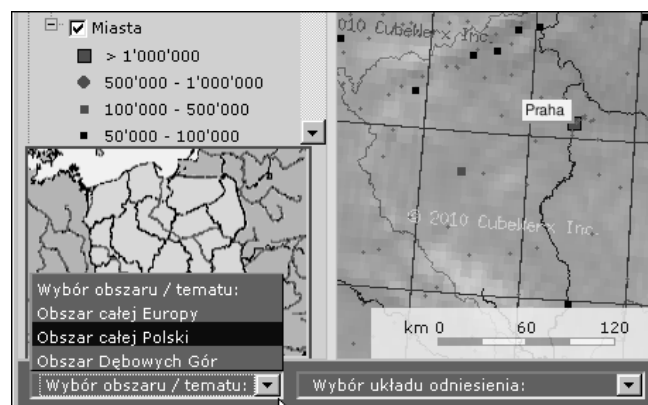 Miasta
> 1'000'000
500'000 - 1'000'000
100'000 - 500'000
50'000 - 100'000
010 CubeWerx Inc.
Praha
© 2010 CubeWerx Inc.
km 0 60 120
Wybór obszaru / tematu:
Obszar całej Europy
Obszar całej Polski
Obszar Dębowych Gór
Wybór obszaru / tematu:
Wybór układu odniesienia: